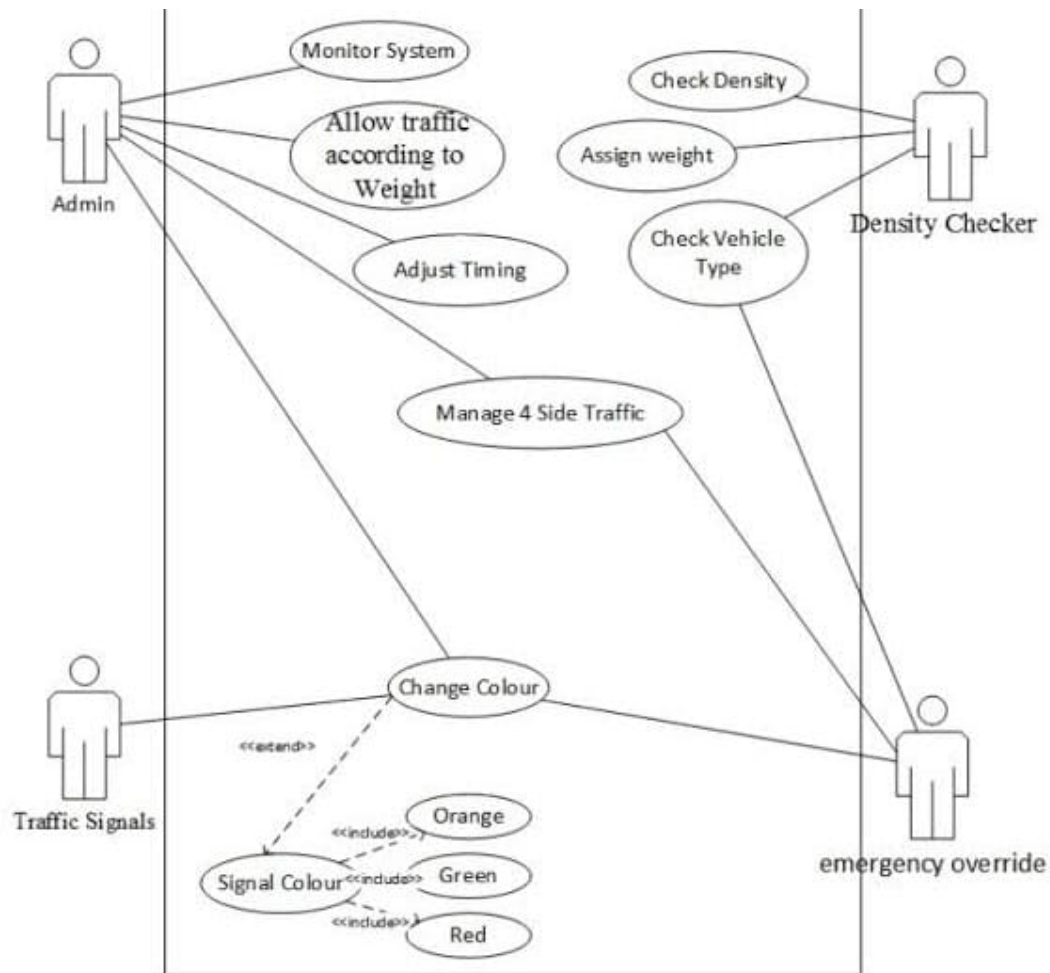 Monitor System
Check Density
Allow traffic
according to
Weight
Assign weight
Admin
Density Checker
Check Vehicle
Type
Adjust Timing
Manage 4 Side Traffic
Change Colour
<<extend>>
Traffic Signals
Orange
<<include>>
emergency override
Signal Colour
<<include>>
Green
<<include>>
Red